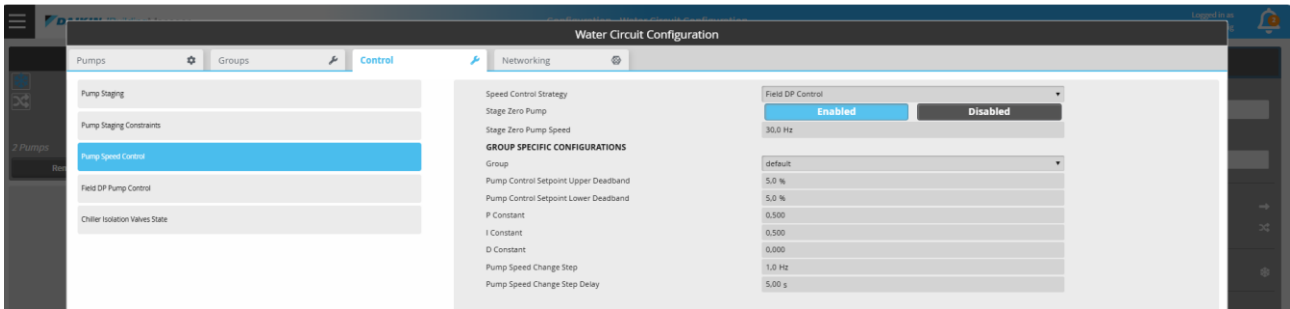 DAIKIN
Logged in as
Water Circuit Configuration
Pumps
Groups
Control
Networking
Pump Staging
Pump Staging Constraints
Pump Speed Control
Field DP Pump Control
Chiller Isolation Valves State
2 Pumps
Speed Control Strategy Field DP Control
Stage Zero Pump Enabled Disabled
Stage Zero Pump Speed 30,0 Hz
GROUP SPECIFIC CONFIGURATIONS
Group default
Pump Control Setpoint Upper Deadband 5,0 %
Pump Control Setpoint Lower Deadband 5,0 %
P Constant 0,500
I Constant 0,500
D Constant 0,000
Pump Speed Change Step 1,0 Hz
Pump Speed Change Step Delay 5,00 s